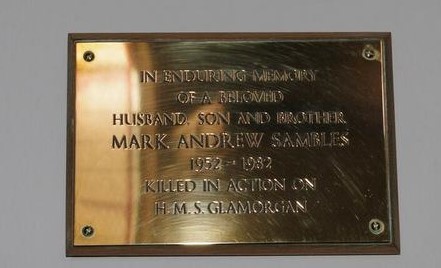 IN ENDURING MEMORY
OF A BELOVED
HUSBAND, SON AND BROTHER
MARK ANDREW SAMBLES
1952 - 1982
KILLED IN ACTION ON
H.M.S. GLAMORGAN